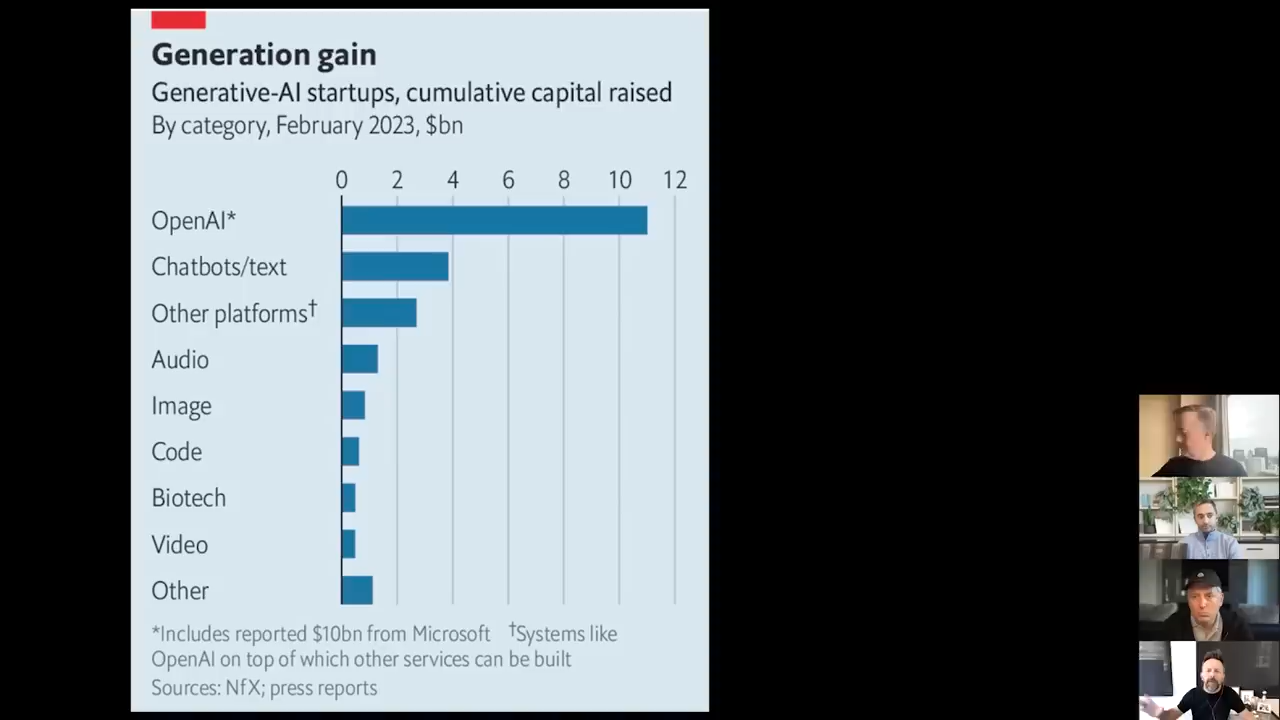 Generation gain
Generative-AI startups, cumulative capital raised
By category, February 2023, $bn
0 2 4 6 8 10 12
OpenAI*
Chatbots/text
Other platforms†
Audio
Image
Code
Biotech
Video
Other
*Includes reported $10bn from Microsoft †Systems like
OpenAI on top of which other services can be built
Sources: NfX; press reports